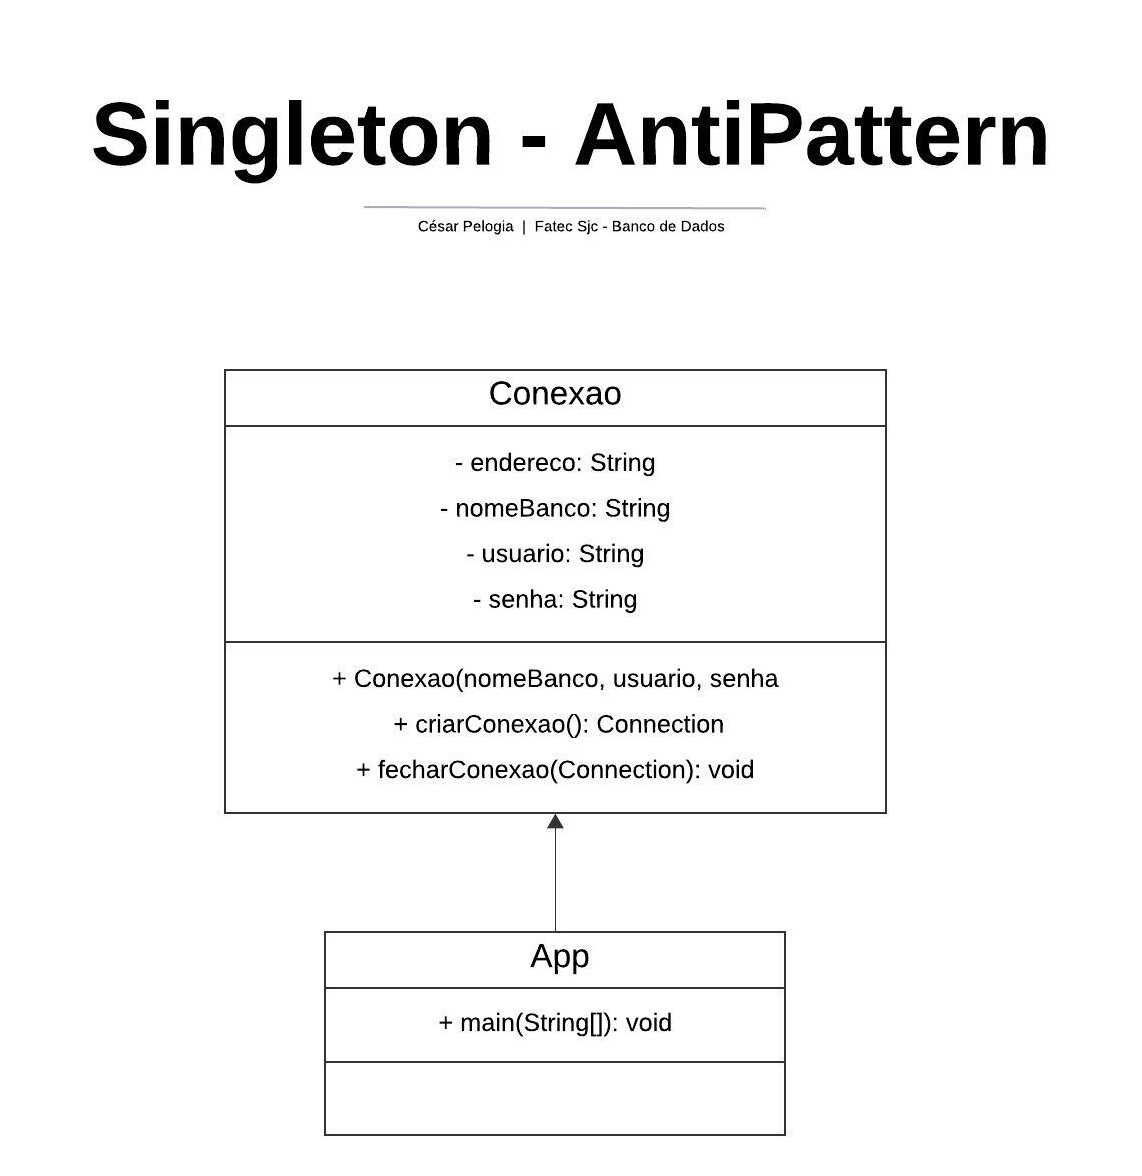 Singleton - AntiPattern
César Pelogia | Fatec Sjc - Banco de Dados
Conexao
- endereco: String
- nomeBanco: String
- usuario: String
- senha: String
+ Conexao(nomeBanco, usuario, senha
+ criarConexao(): Connection
+ fecharConexao(Connection): void
App
+ main(String[]): void